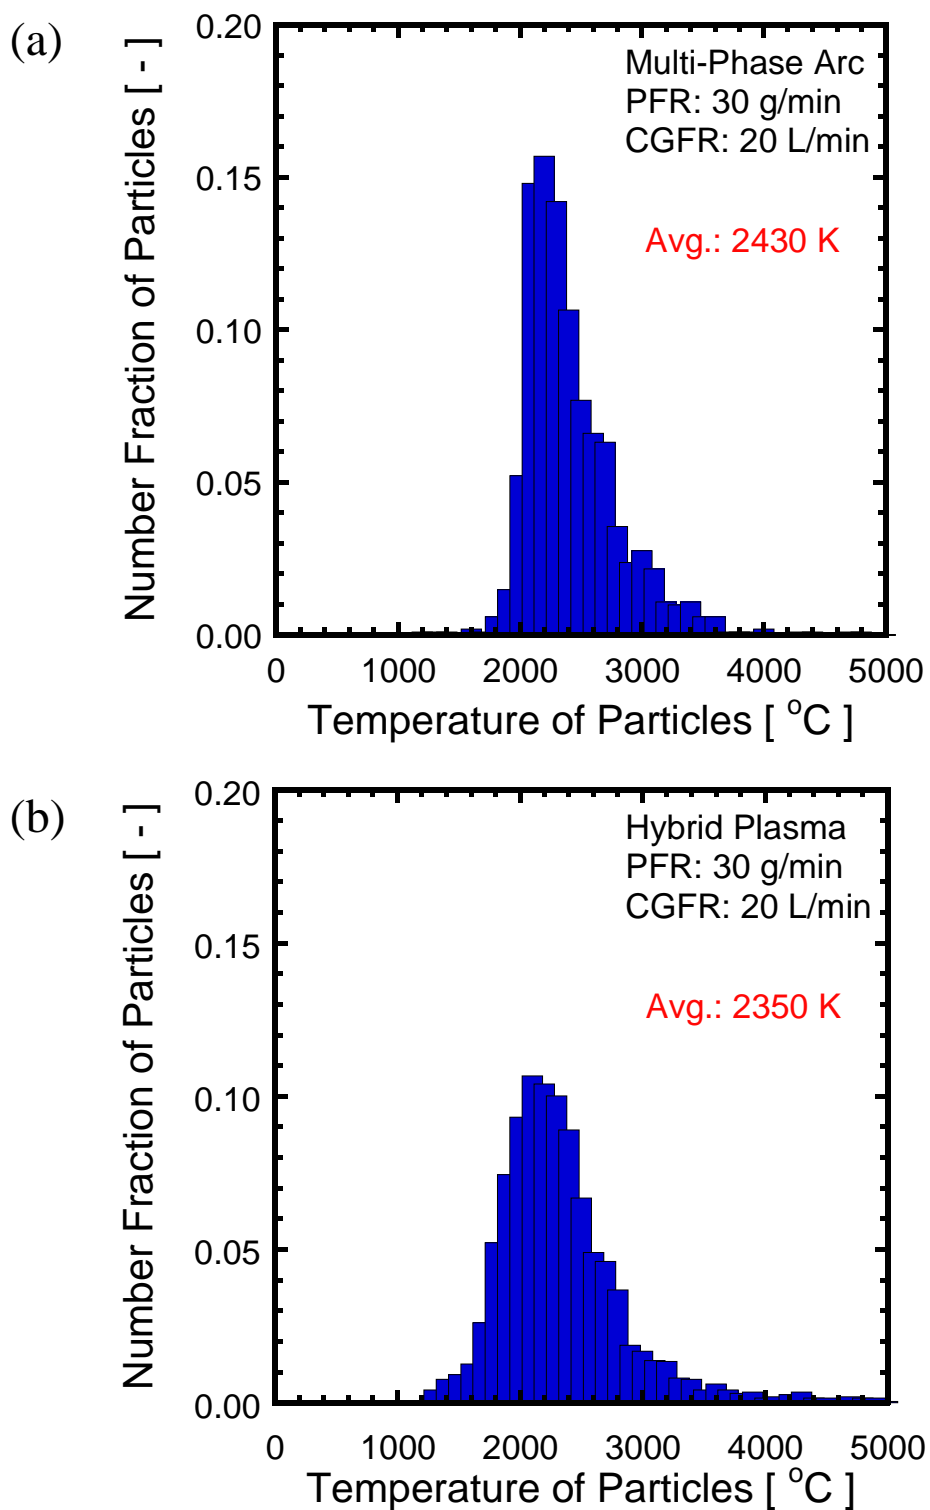 (a)
Number Fraction of Particles [ - ]
0.20
0.15
0.10
0.05
0.00
Multi-Phase Arc
PFR: 30 g/min
CGFR: 20 L/min
Avg.: 2430 K
0 1000 2000 3000 4000 5000
Temperature of Particles [ °C ]
(b)
Number Fraction of Particles [ - ]
0.20
0.15
0.10
0.05
0.00
Hybrid Plasma
PFR: 30 g/min
CGFR: 20 L/min
Avg.: 2350 K
0 1000 2000 3000 4000 5000
Temperature of Particles [ °C ]